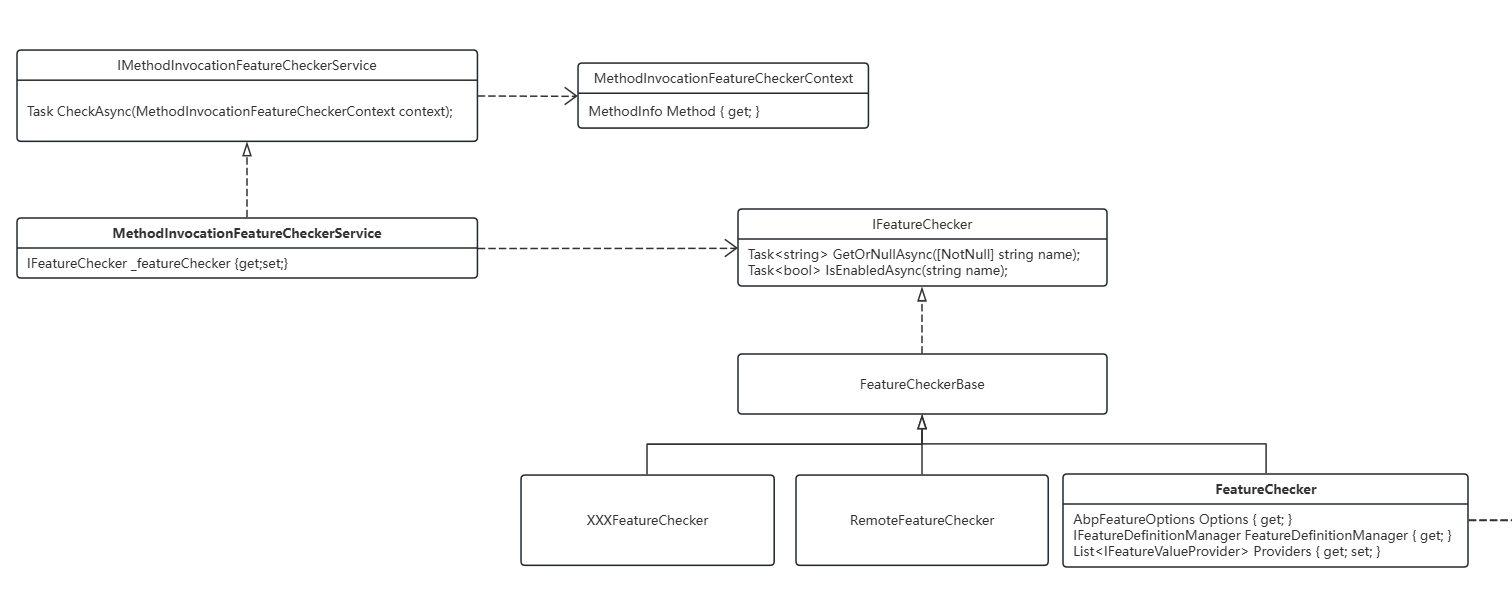 IMethodInvocationFeatureCheckerService
Task CheckAsync(MethodInvocationFeatureCheckerContext context);
MethodInvocationFeatureCheckerContext
MethodInfo Method { get; }
MethodInvocationFeatureCheckerService
IFeatureChecker _featureChecker {get;set;}
IFeatureChecker
Task<string> GetOrNullAsync([NotNull] string name);
Task<bool> IsEnabledAsync(string name);
FeatureCheckerBase
XXXFeatureChecker
RemoteFeatureChecker
FeatureChecker
AbpFeatureOptions Options { get; }
IFeatureDefinitionManager FeatureDefinitionManager { get; }
List<IFeatureValueProvider> Providers { get; set; }